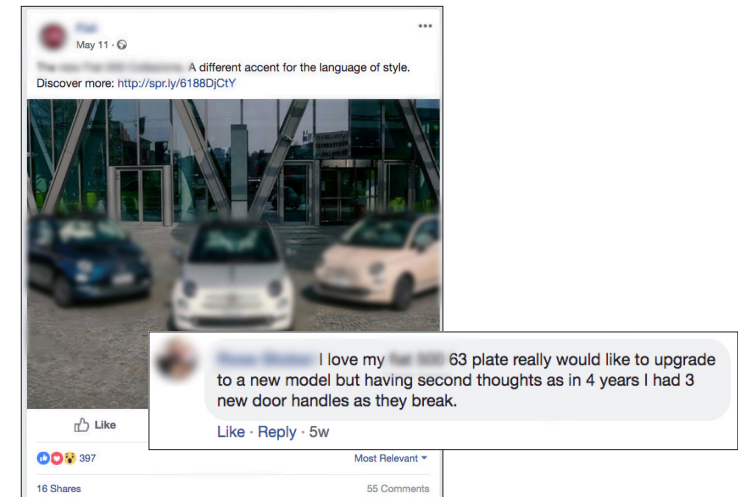 May 11 ·
A different accent for the language of style.
Discover more: http://spr.ly/6188DjCtY
I love my 63 plate really would like to upgrade
to a new model but having second thoughts as in 4 years I had 3
new door handles as they break.
Like · Reply · 5w
Like
397
Most Relevant
16 Shares
55 Comments